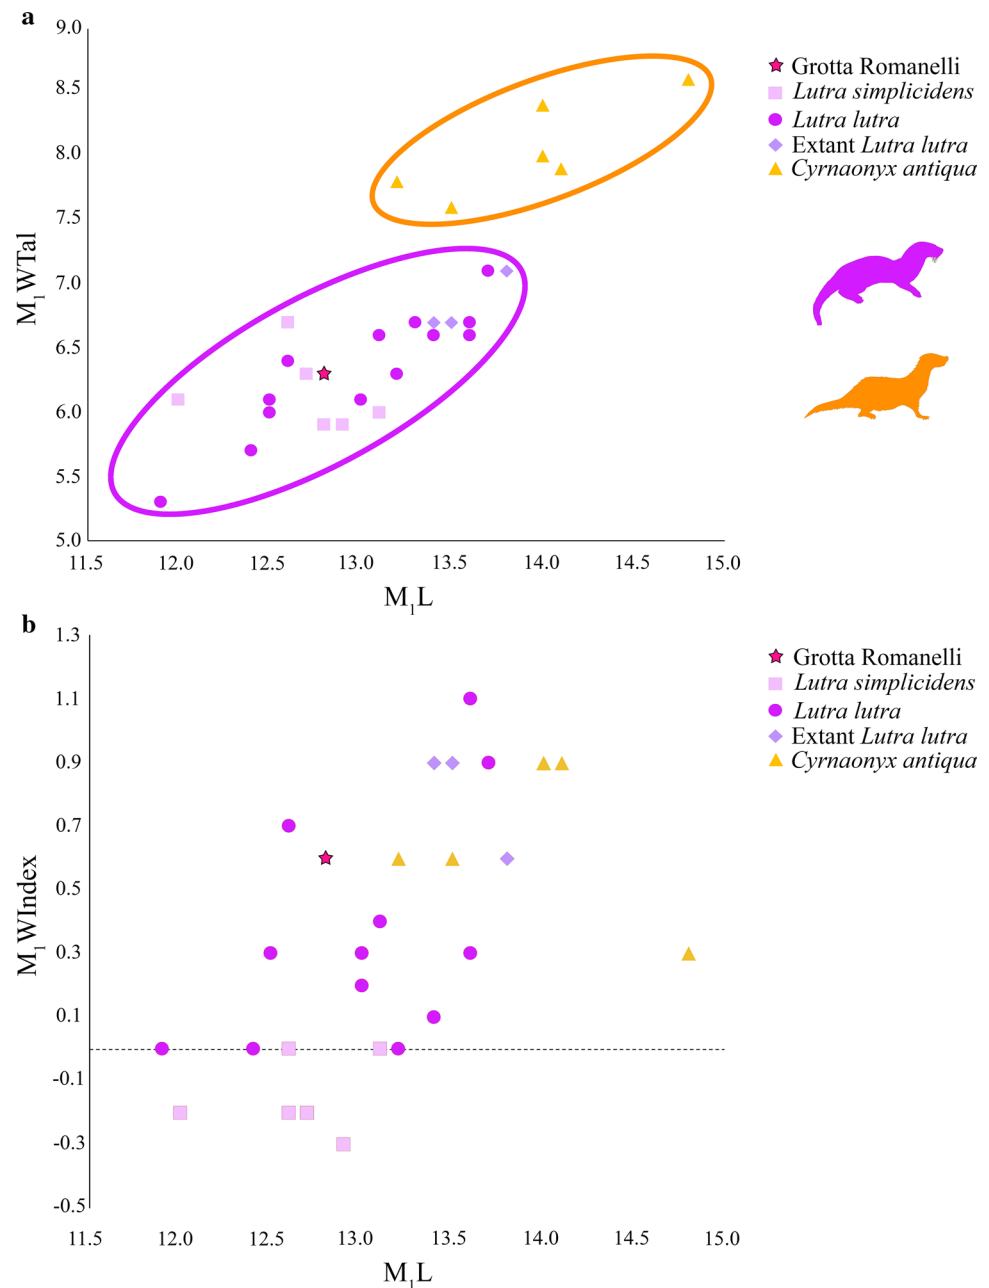 a
9.0
8.5
8.0
7.5
7.0
6.5
6.0
5.5
5.0
M₁WTal
11.5 12.0 12.5 13.0 13.5 14.0 14.5 15.0
M₁L
Grotta Romanelli
Lutra simplicidens
Lutra lutra
Extant Lutra lutra
Cyrnaonyx antiqua
b
1.3
1.1
0.9
0.7
0.5
0.3
0.1
-0.1
-0.3
-0.5
M₁WIndex
11.5 12.0 12.5 13.0 13.5 14.0 14.5 15.0
M₁L
Grotta Romanelli
Lutra simplicidens
Lutra lutra
Extant Lutra lutra
Cyrnaonyx antiqua